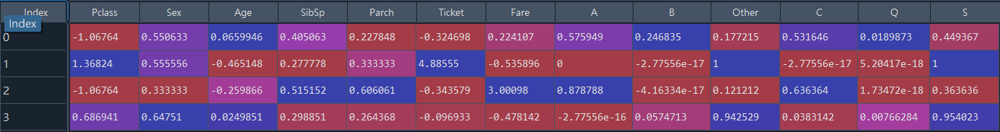 Index Pclass Sex Age SibSp Parch Ticket Fare A B Other C Q S
Index
0 -1.06764 0.550633 0.0659946 0.405063 0.227848 -0.324698 0.224107 0.575949 0.246835 0.177215 0.531646 0.0189873 0.449367
1 1.36824 0.555556 -0.465148 0.277778 0.333333 4.88555 -0.535896 0 -2.77556e-17 1 -2.77556e-17 5.20417e-18 1
2 -1.06764 0.333333 -0.259866 0.515152 0.606061 -0.343579 3.00098 0.878788 -4.16334e-17 0.121212 0.636364 1.73472e-18 0.363636
3 0.686941 0.64751 0.0249851 0.298851 0.264368 -0.096933 -0.478142 -2.77556e-16 0.0574713 0.942529 0.0383142 0.00766284 0.954023